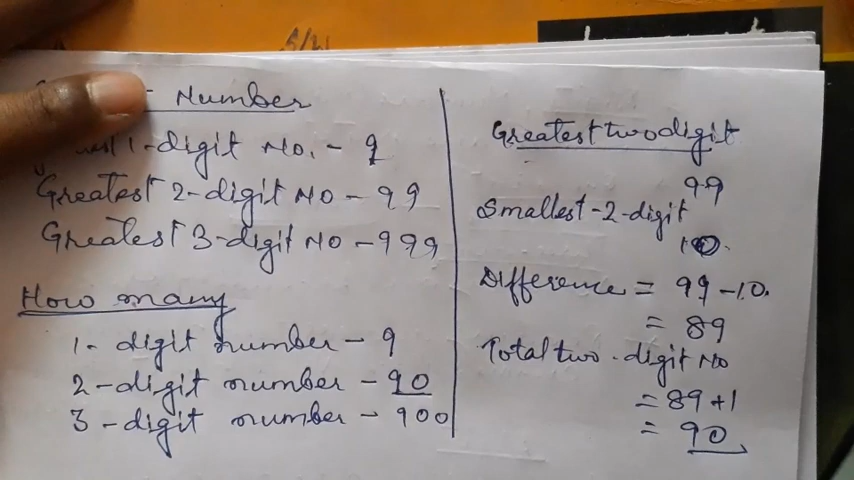 Number
1-digit No. - 9
Greatest 2-digit No - 99
Greatest 3-digit No - 999
How many
1- digit number - 9
2-digit number - 90
3-digit number - 900
Greatest two digit
99
Smallest-2-digit
10
Difference = 99-10.
= 89
Total two-digit No
= 89+1
= 90